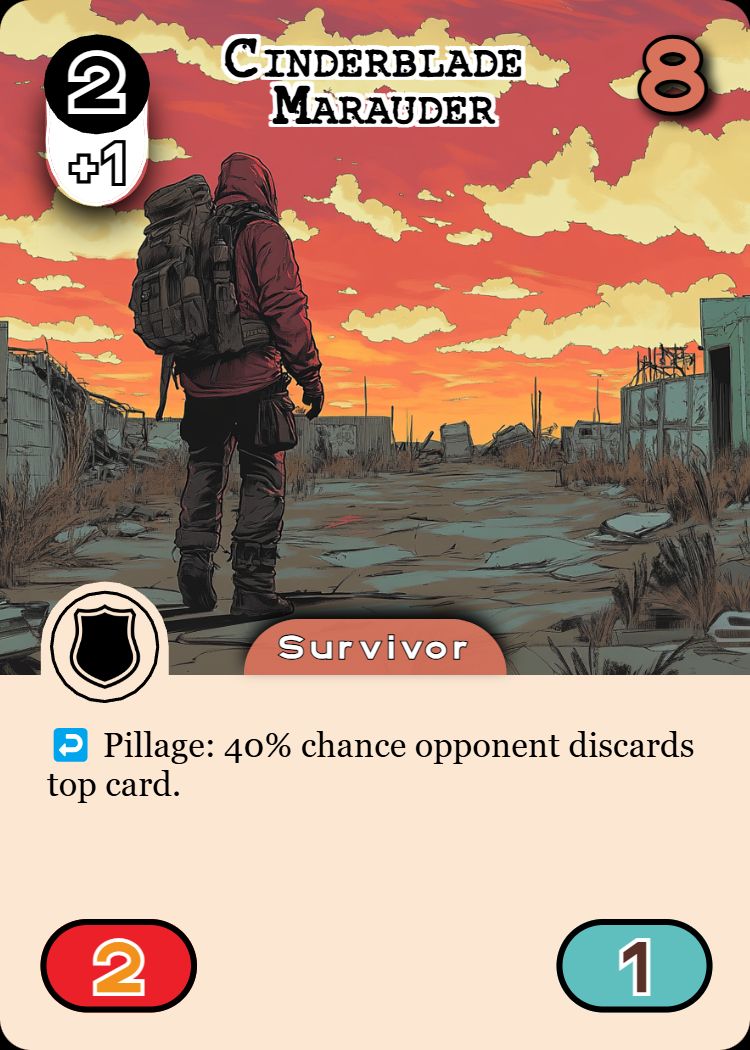 2
+1
Cinderblade
Marauder
8
Survivor
↩ Pillage: 40% chance opponent discards
top card.
2
1